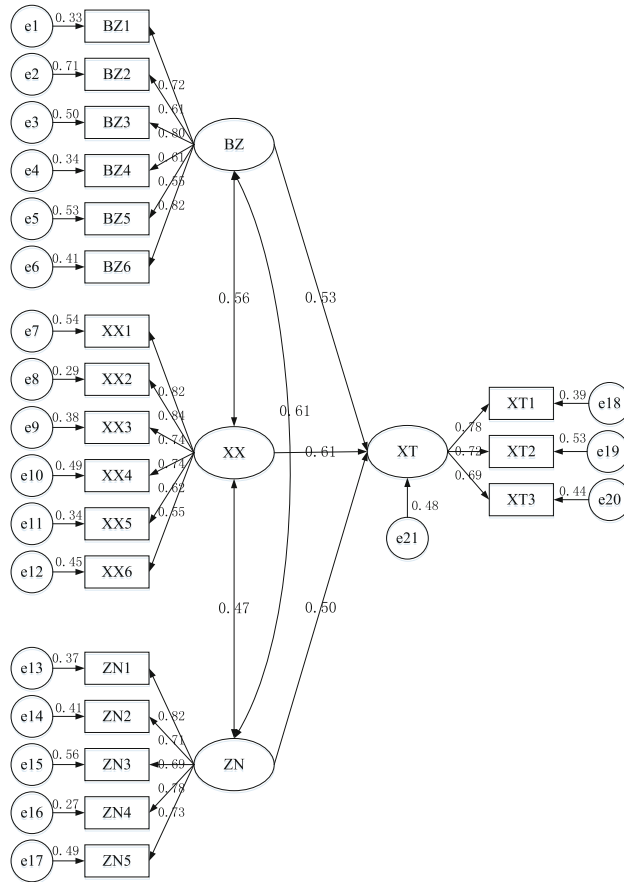 e1 0.33 BZ1
e2 0.71 BZ2
0.72
e3 0.50 BZ3
0.61
0.80
e4 0.34 BZ4
0.61
0.55
e5 0.53 BZ5
0.82
e6 0.41 BZ6
BZ
0.56
0.53
e7 0.54 XX1
e8 0.29 XX2
0.82
e9 0.38 XX3
0.84
0.74
e10 0.49 XX4
0.74
0.62
e11 0.34 XX5
0.55
e12 0.45 XX6
XX
0.61
0.61
XT
0.48
e21
0.78
XT1 0.39 e18
0.72
XT2 0.53 e19
0.69
XT3 0.44 e20
0.47
0.50
e13 0.37 ZN1
e14 0.41 ZN2
0.82
0.71
e15 0.56 ZN3
0.69
e16 0.27 ZN4
0.78
0.73
e17 0.49 ZN5
ZN